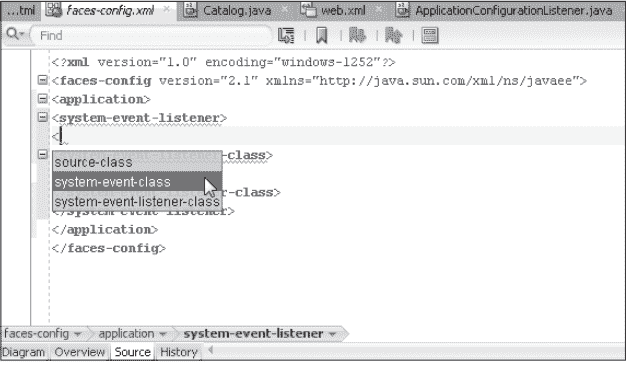 ...tml faces-config.xml Catalog.java web.xml ApplicationConfigurationListener.java
Find
<?xml version="1.0" encoding="windows-1252"?>
<faces-config version="2.1" xmlns="http://java.sun.com/xml/ns/javaee">
<application>
<system-event-listener>
<
-class>
source-class
system-event-class
r-class>
system-event-listener-class
</system-event-listener>
</application>
</faces-config>
faces-config application system-event-listener
Diagram Overview Source History